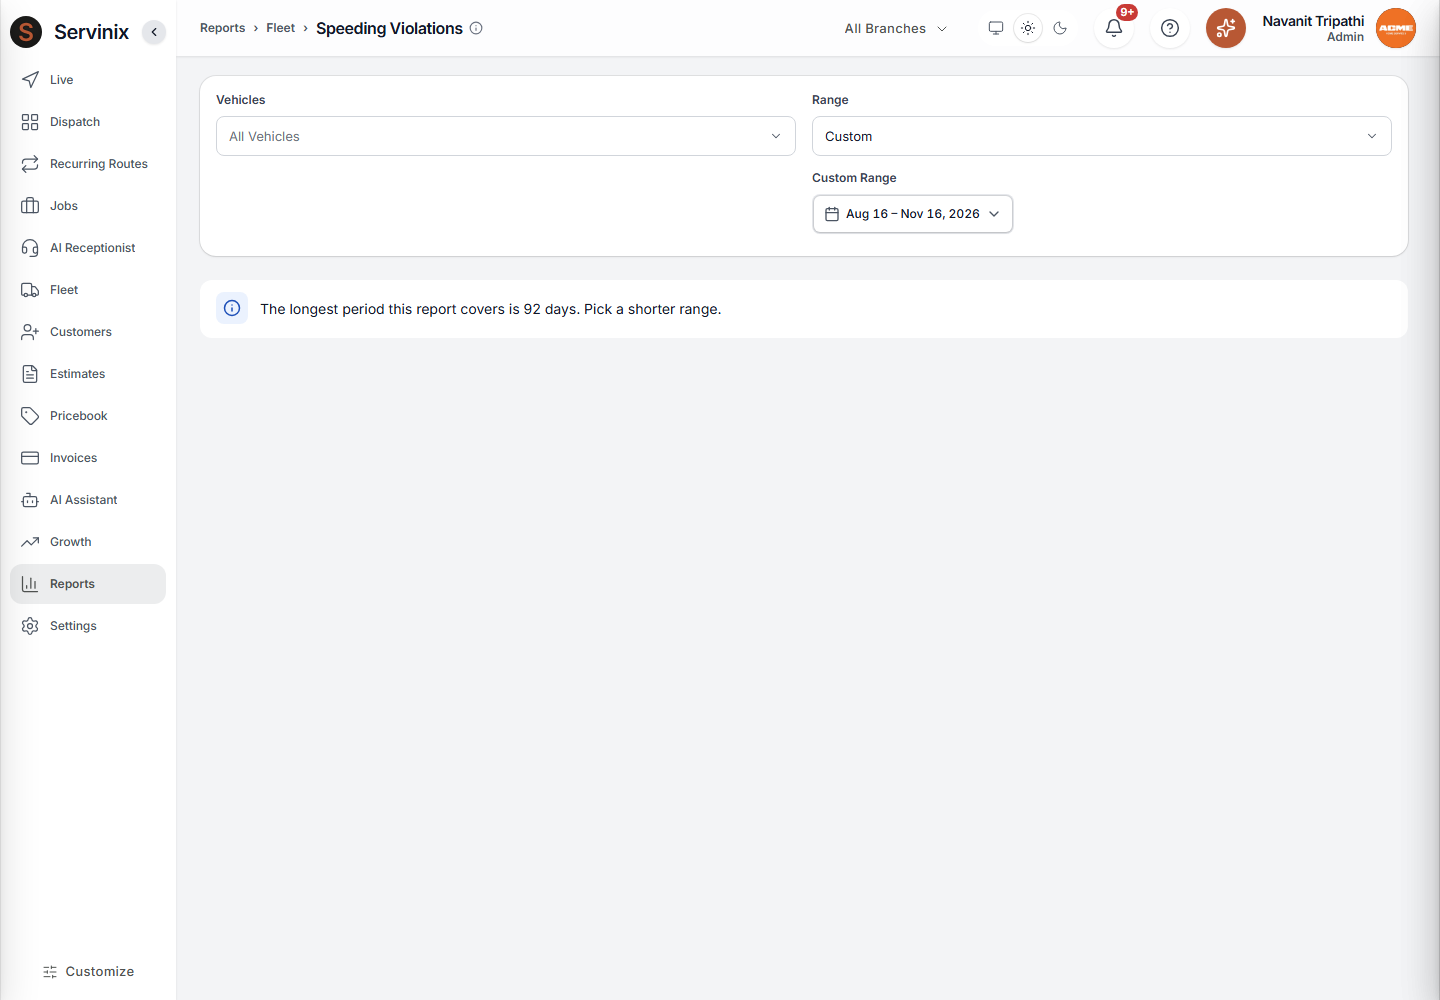 S Servinix
Reports › Fleet › Speeding Violations
All Branches
9+
Navanit Tripathi
Admin
ACME
Live
Dispatch
Recurring Routes
Jobs
AI Receptionist
Fleet
Customers
Estimates
Pricebook
Invoices
AI Assistant
Growth
Reports
Settings
Customize
Vehicles
All Vehicles
Range
Custom
Custom Range
Aug 16 – Nov 16, 2026
The longest period this report covers is 92 days. Pick a shorter range.